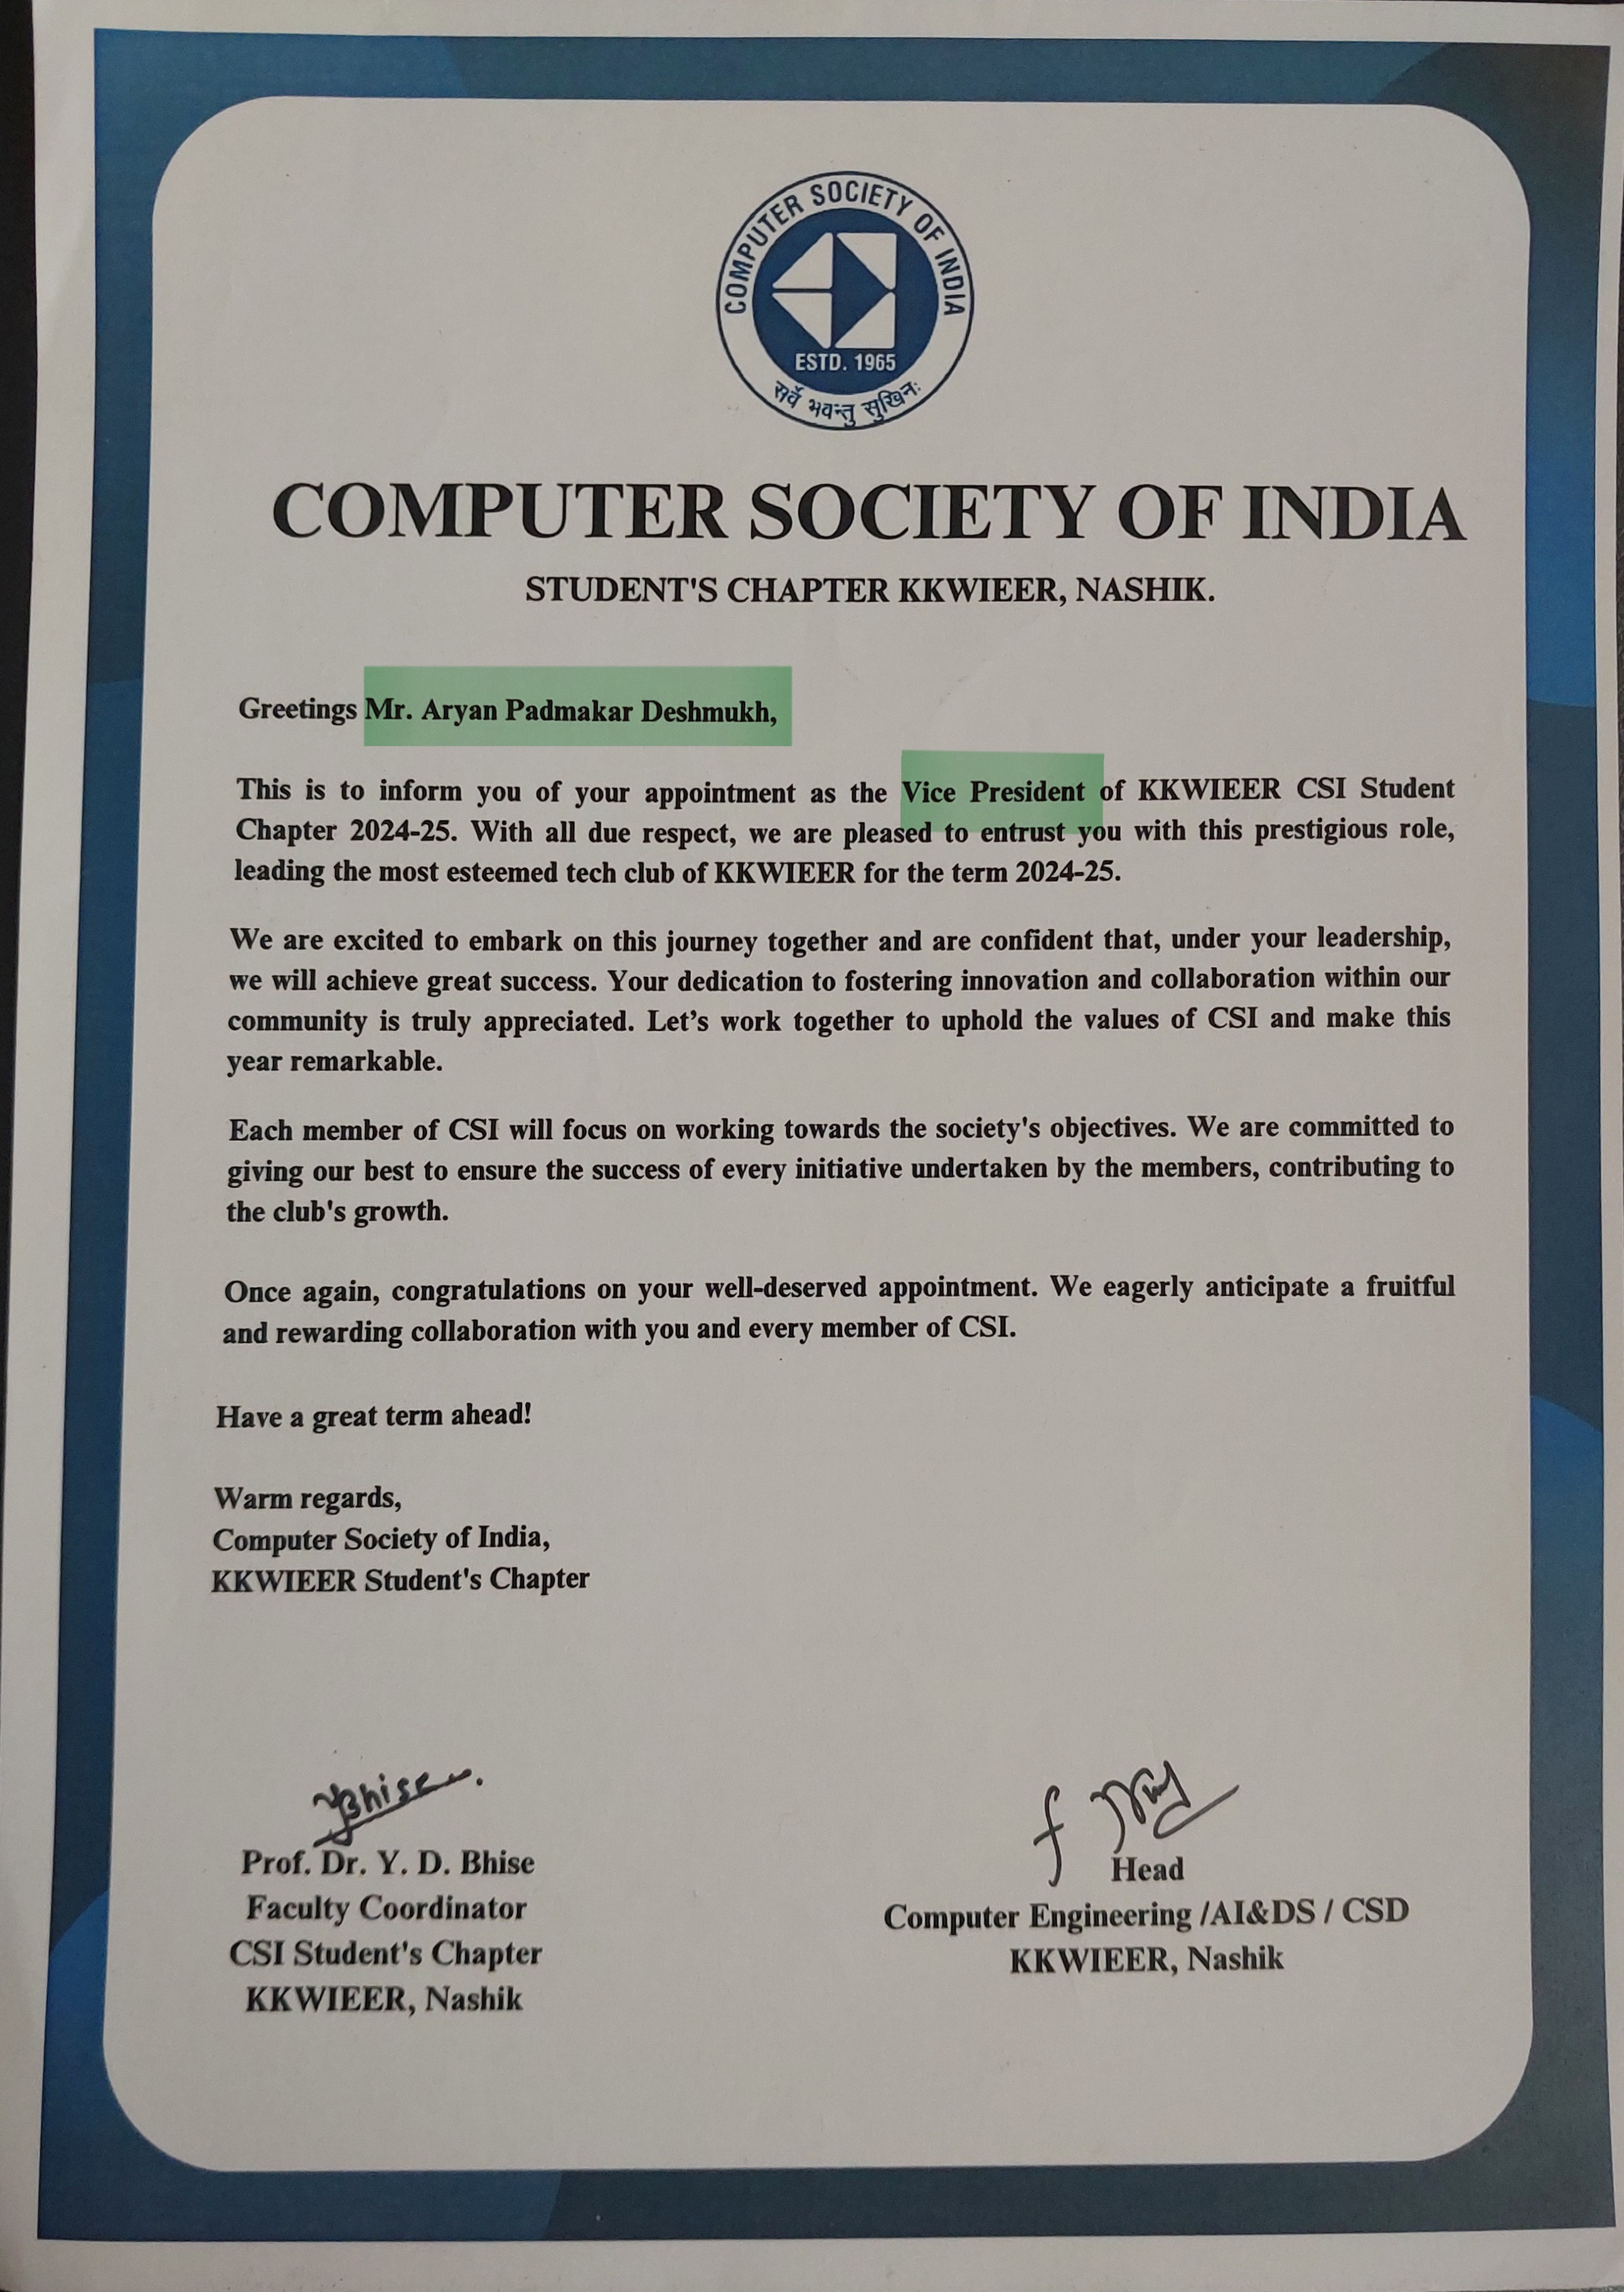 COMPUTER SOCIETY OF INDIA
ESTD. 1965
सर्वे भवन्तु सुखिनः
COMPUTER SOCIETY OF INDIA
STUDENT'S CHAPTER KKWIEER, NASHIK.
Greetings Mr. Aryan Padmakar Deshmukh,
This is to inform you of your appointment as the Vice President of KKWIEER CSI Student
Chapter 2024-25. With all due respect, we are pleased to entrust you with this prestigious role,
leading the most esteemed tech club of KKWIEER for the term 2024-25.
We are excited to embark on this journey together and are confident that, under your leadership,
we will achieve great success. Your dedication to fostering innovation and collaboration within our
community is truly appreciated. Let’s work together to uphold the values of CSI and make this
year remarkable.
Each member of CSI will focus on working towards the society's objectives. We are committed to
giving our best to ensure the success of every initiative undertaken by the members, contributing to
the club's growth.
Once again, congratulations on your well-deserved appointment. We eagerly anticipate a fruitful
and rewarding collaboration with you and every member of CSI.
Have a great term ahead!
Warm regards,
Computer Society of India,
KKWIEER Student's Chapter
YBhise
Prof. Dr. Y. D. Bhise
Faculty Coordinator
CSI Student's Chapter
KKWIEER, Nashik
Head
Computer Engineering /AI&DS / CSD
KKWIEER, Nashik